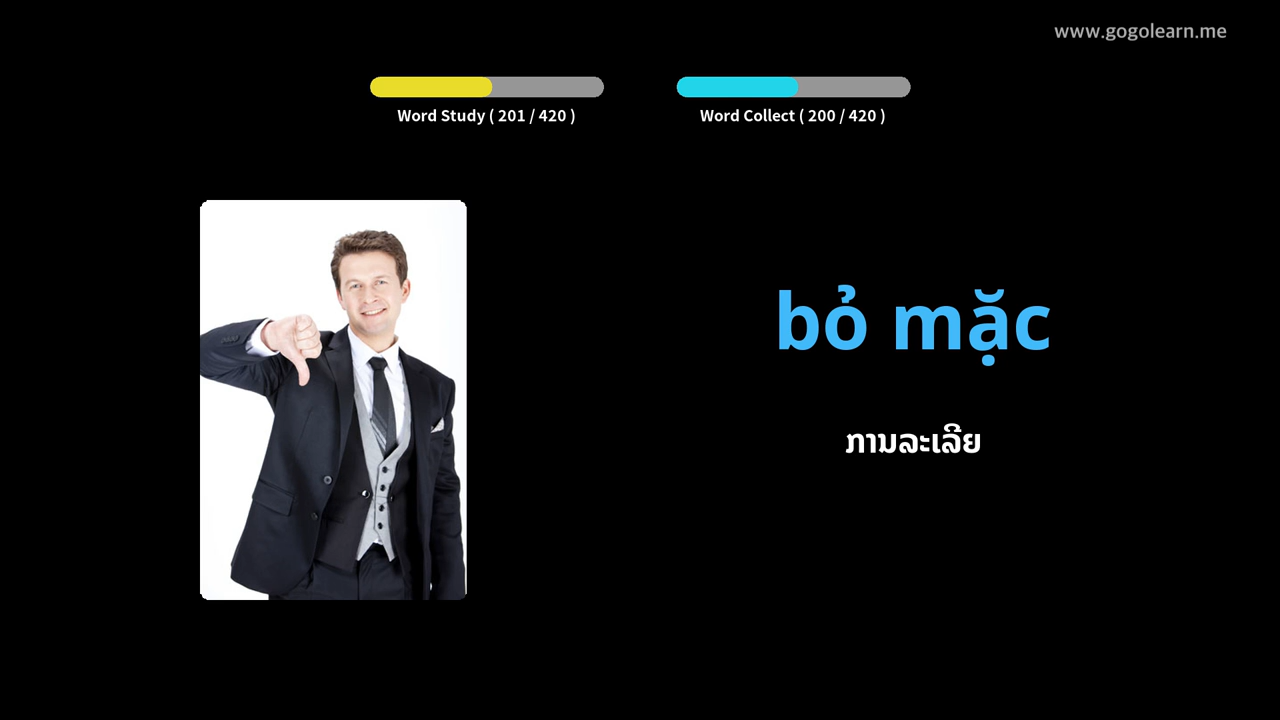 www.gogolearn.me
Word Study ( 201 / 420 )
Word Collect ( 200 / 420 )
bỏ mặc
ການລະເລີຍ